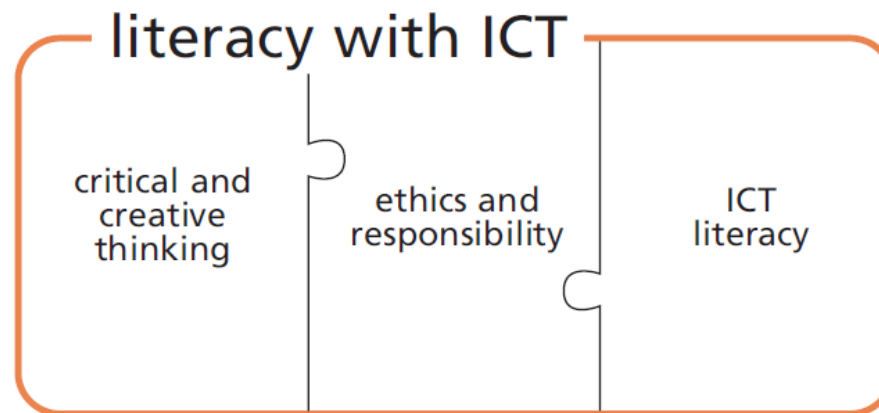 literacy with ICT
critical and
creative
thinking
ethics and
responsibility
ICT
literacy